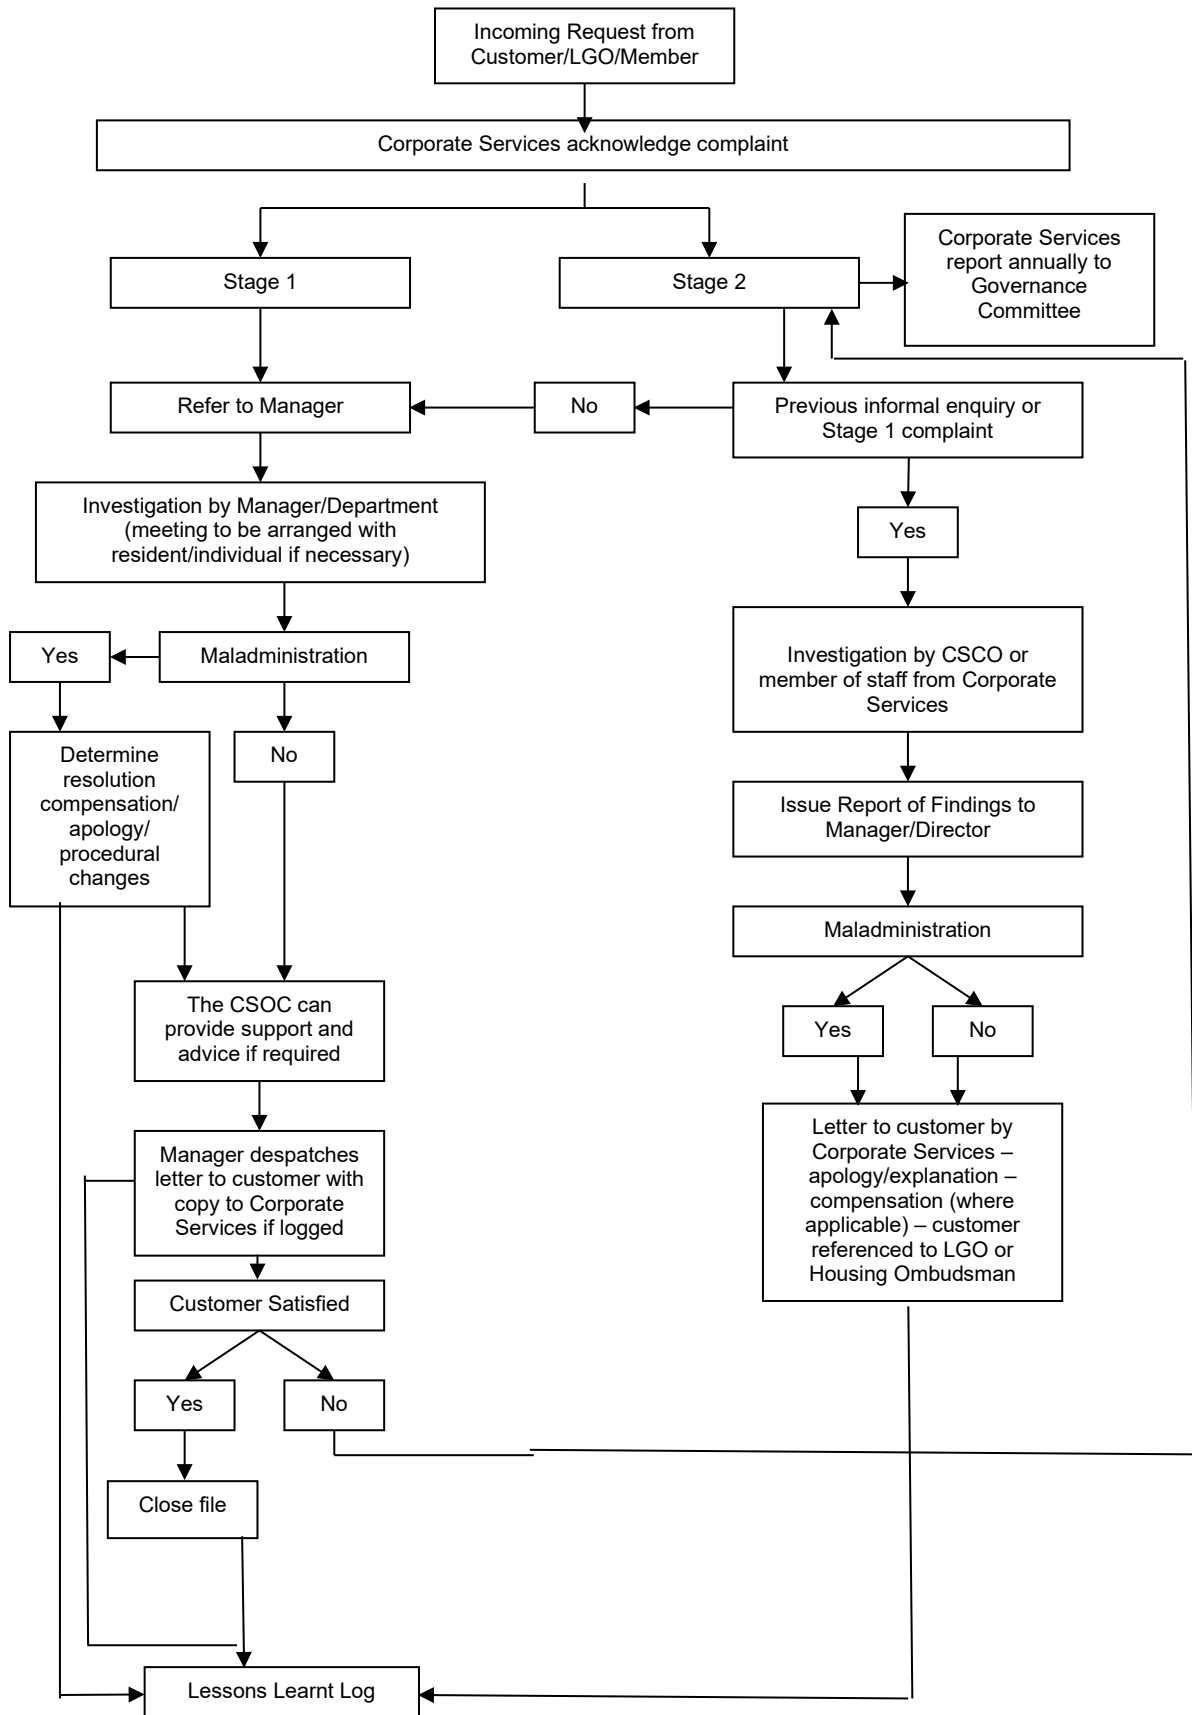 Incoming Request from
Customer/LGO/Member
Corporate Services acknowledge complaint
Stage 1
Stage 2
Corporate Services
report annually to
Governance
Committee
Refer to Manager
No
Previous informal enquiry or
Stage 1 complaint
Investigation by Manager/Department
(meeting to be arranged with
resident/individual if necessary)
Yes
Yes
Maladministration
Investigation by CSCO or
member of staff from Corporate
Services
Determine
resolution
compensation/
apology/
procedural
changes
No
Issue Report of Findings to
Manager/Director
Maladministration
The CSOC can
provide support and
advice if required
Yes
No
Manager despatches
letter to customer with
copy to Corporate
Services if logged
Letter to customer by
Corporate Services –
apology/explanation –
compensation (where
applicable) – customer
referenced to LGO or
Housing Ombudsman
Customer Satisfied
Yes
No
Close file
Lessons Learnt Log